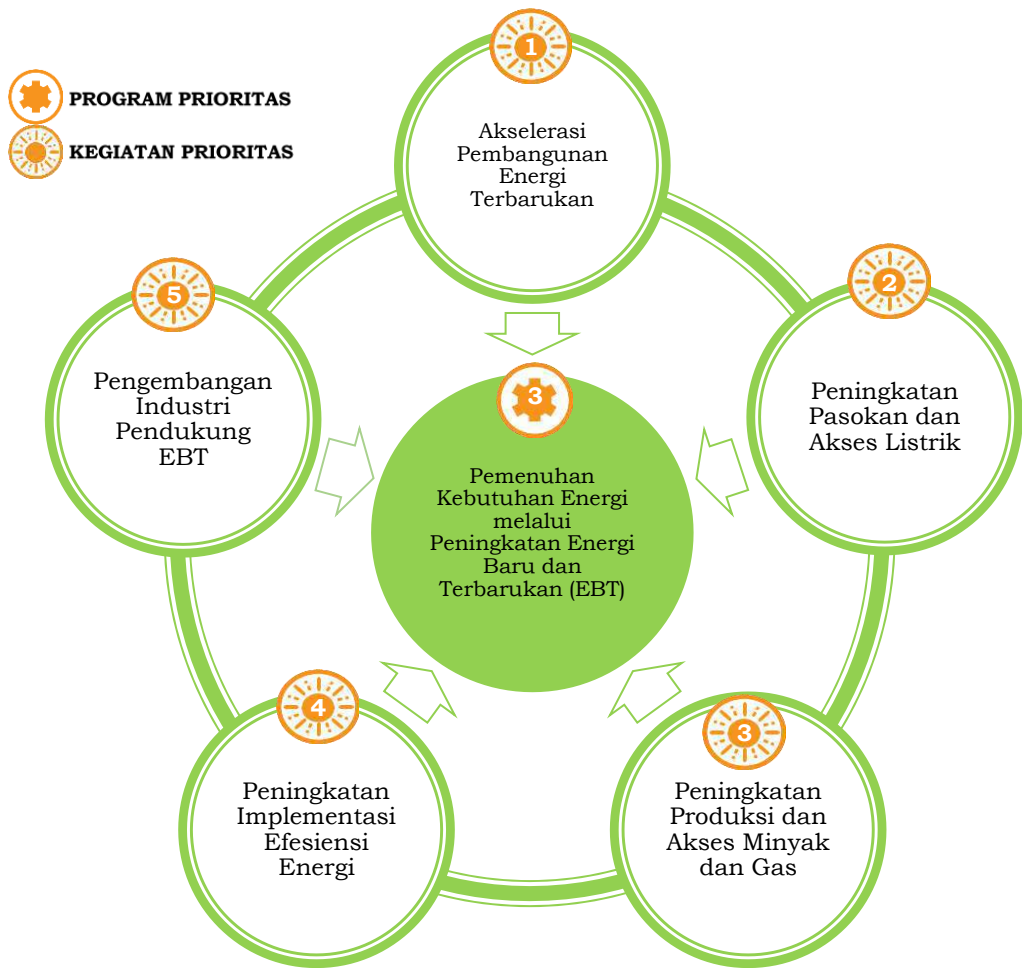 PROGRAM PRIORITAS
KEGIATAN PRIORITAS
1
Akselerasi
Pembangunan
Energi
Terbarukan
2
Peningkatan
Pasokan dan
Akses Listrik
3
Peningkatan
Produksi dan
Akses Minyak
dan Gas
4
Peningkatan
Implementasi
Efesiensi
Energi
5
Pengembangan
Industri
Pendukung
EBT
3
Pemenuhan
Kebutuhan Energi
melalui
Peningkatan Energi
Baru dan
Terbarukan (EBT)